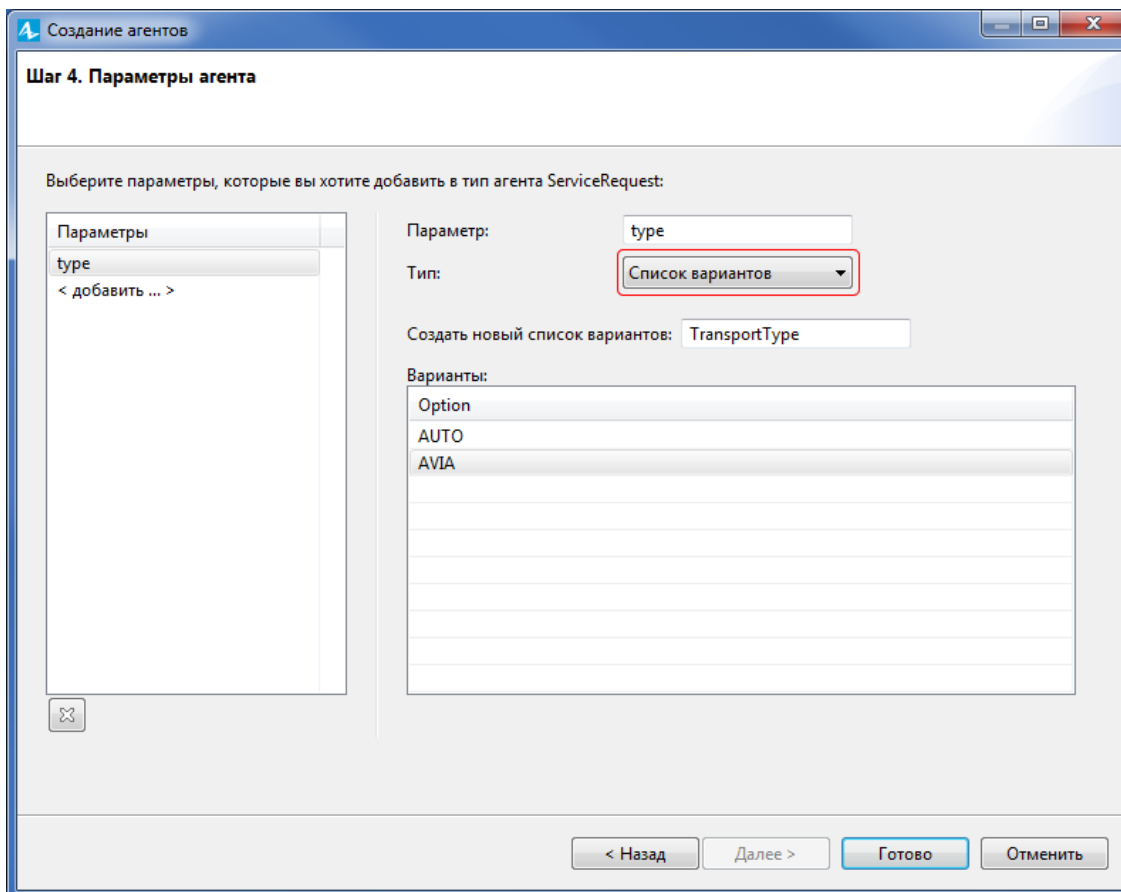 Создание агентов
Шаг 4. Параметры агента
Выберите параметры, которые вы хотите добавить в тип агента ServiceRequest:
Параметры
type
< добавить ... >
Параметр: type
Тип: Список вариантов
Создать новый список вариантов: TransportType
Варианты:
Option
AUTO
AVIA
< Назад Далее > Готово Отменить